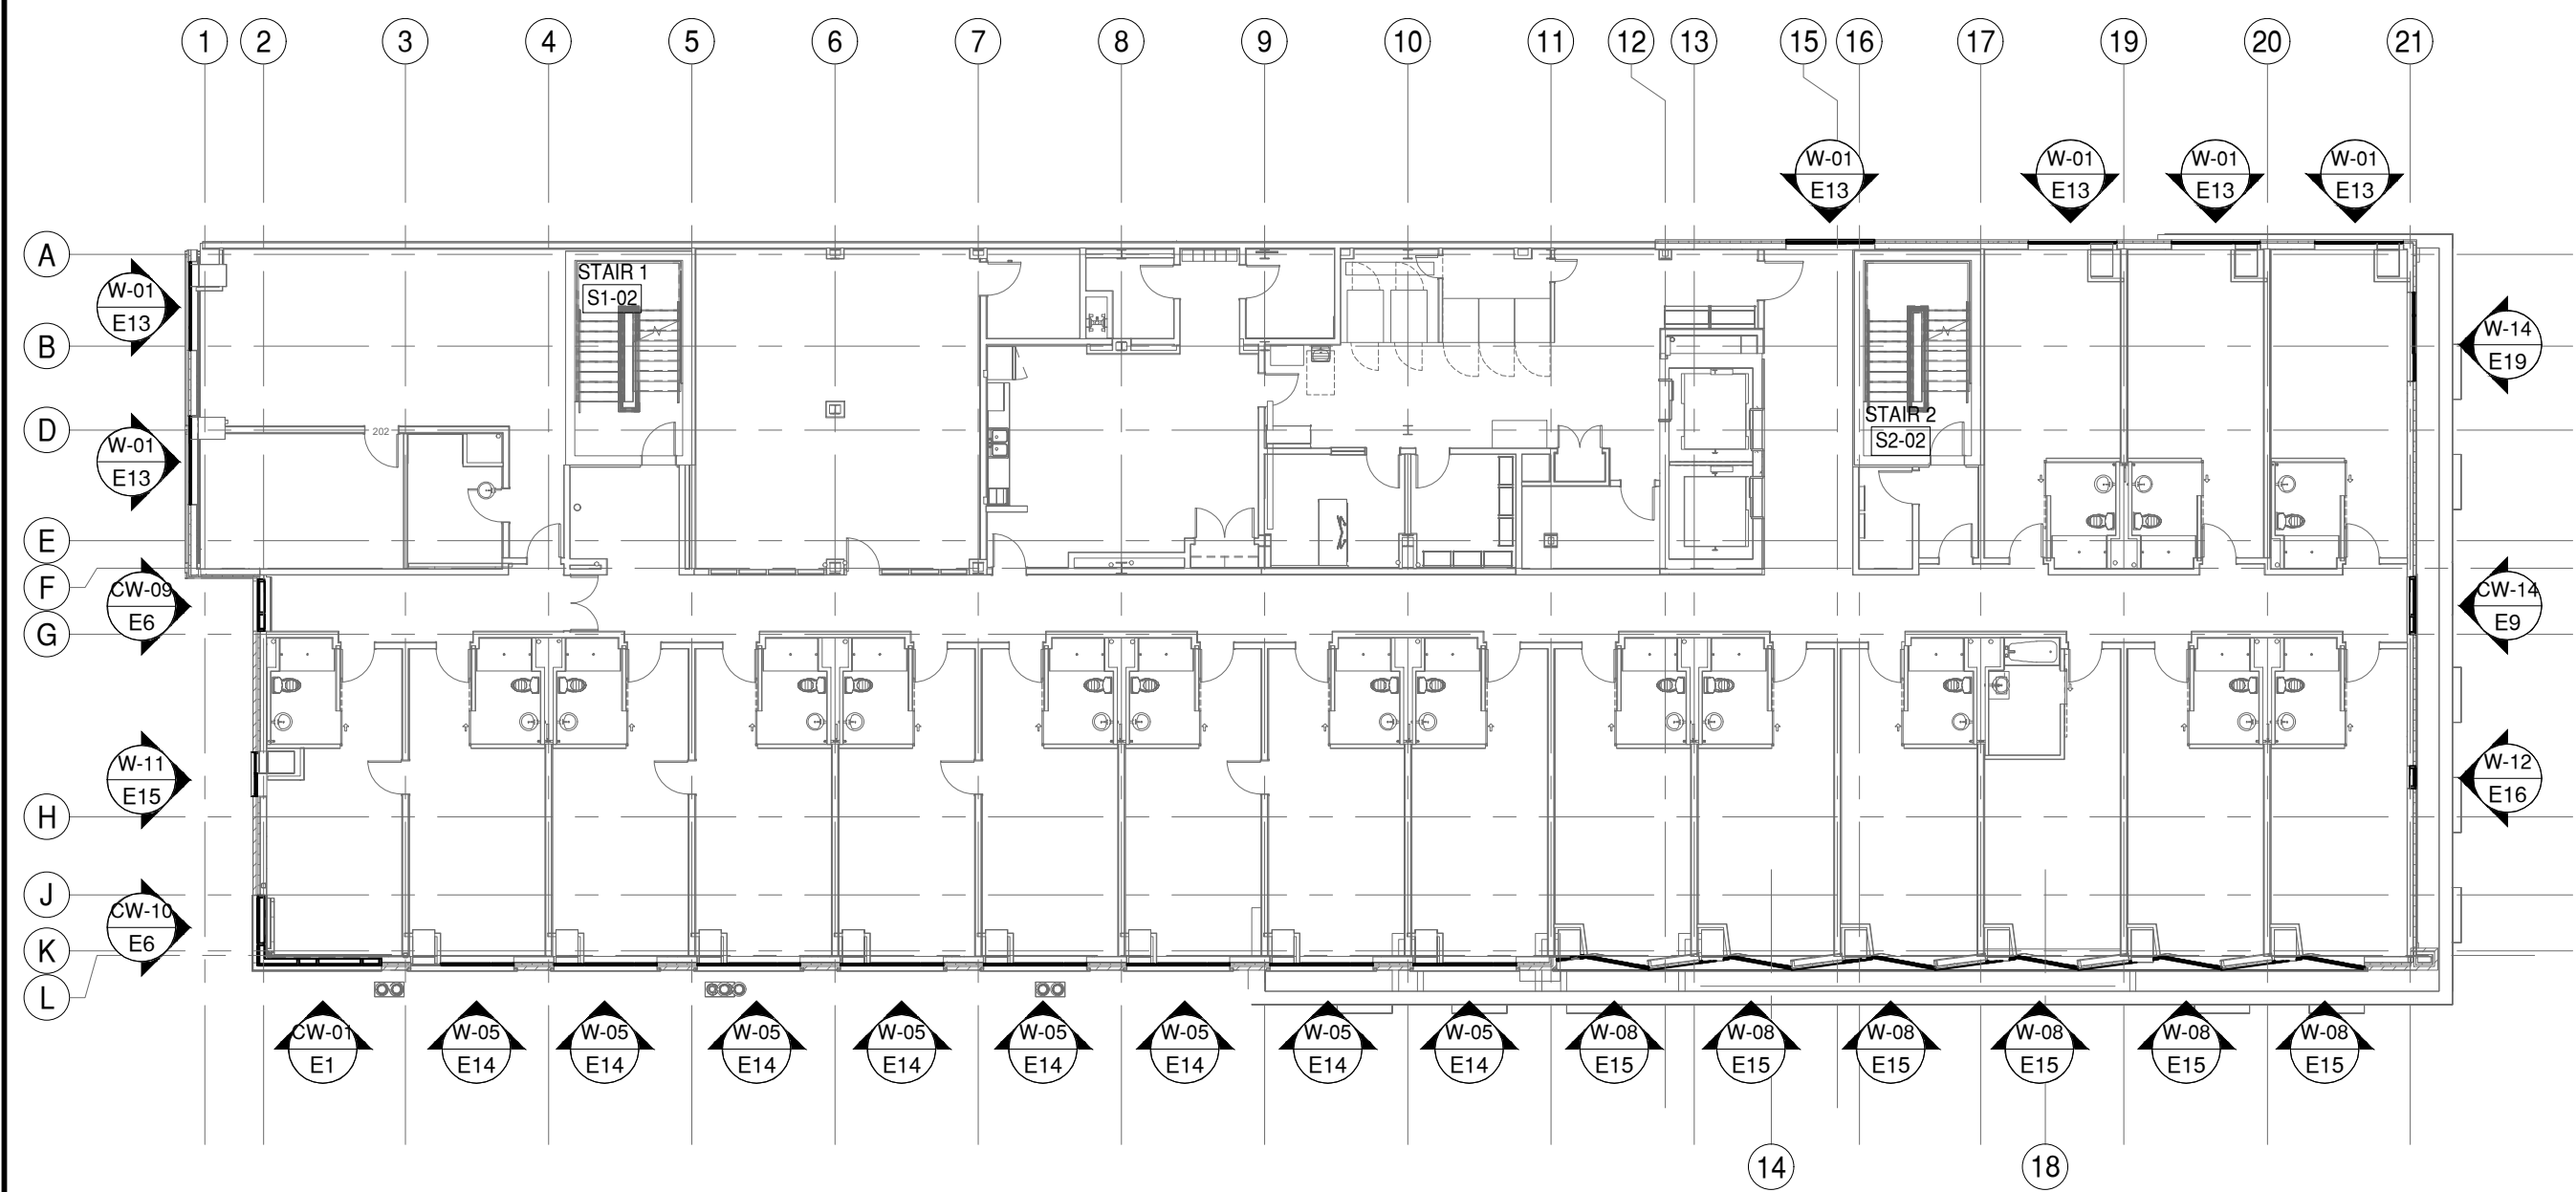 1 2 3 4 5 6 7 8 9 10 11 12 13 15 16 17 19 20 21
W-01
E13
W-01
E13
W-01
E13
W-01
E13
A
STAIR 1
S1-02
W-01
E13
B
W-14
E19
D
202
STAIR 2
S2-02
W-01
E13
E
F
CW-09
E6
CW-14
E9
G
W-11
E15
W-12
E16
H
J
CW-10
E6
K
L
CW-01
E1
W-05
E14
W-05
E14
W-05
E14
W-05
E14
W-05
E14
W-05
E14
W-05
E14
W-05
E14
W-08
E15
W-08
E15
W-08
E15
W-08
E15
W-08
E15
W-08
E15
14 18